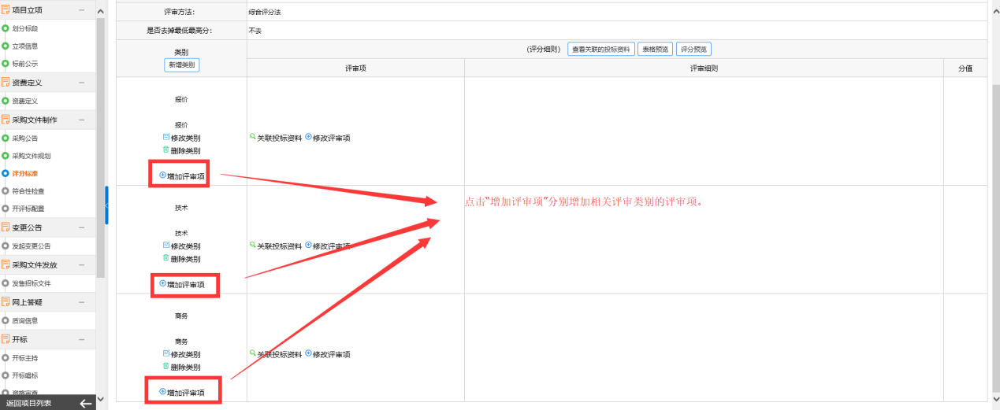 项目立项
划分标段
立项信息
标前公示
资费定义
资费定义
采购文件制作
采购公告
采购文件规划
评分标准
符合性检查
开评标配置
变更公告
发起变更公告
采购文件发放
发售招标文件
网上答疑
质询信息
开标
开标主持
开标唱标
资格审查
返回项目列表
评审方法: 综合评分法
是否去掉最低最高分: 不去
类别
新增类别
(评分细则) 查看关联的投标资料 表格预览 评分预览
评审项 评审细则 分值
报价
报价
修改类别
删除类别
增加评审项
关联投标资料 修改评审项
技术
技术
修改类别
删除类别
增加评审项
关联投标资料 修改评审项
商务
商务
修改类别
删除类别
增加评审项
关联投标资料 修改评审项
点击“增加评审项”分别增加相关评审类别的评审项。